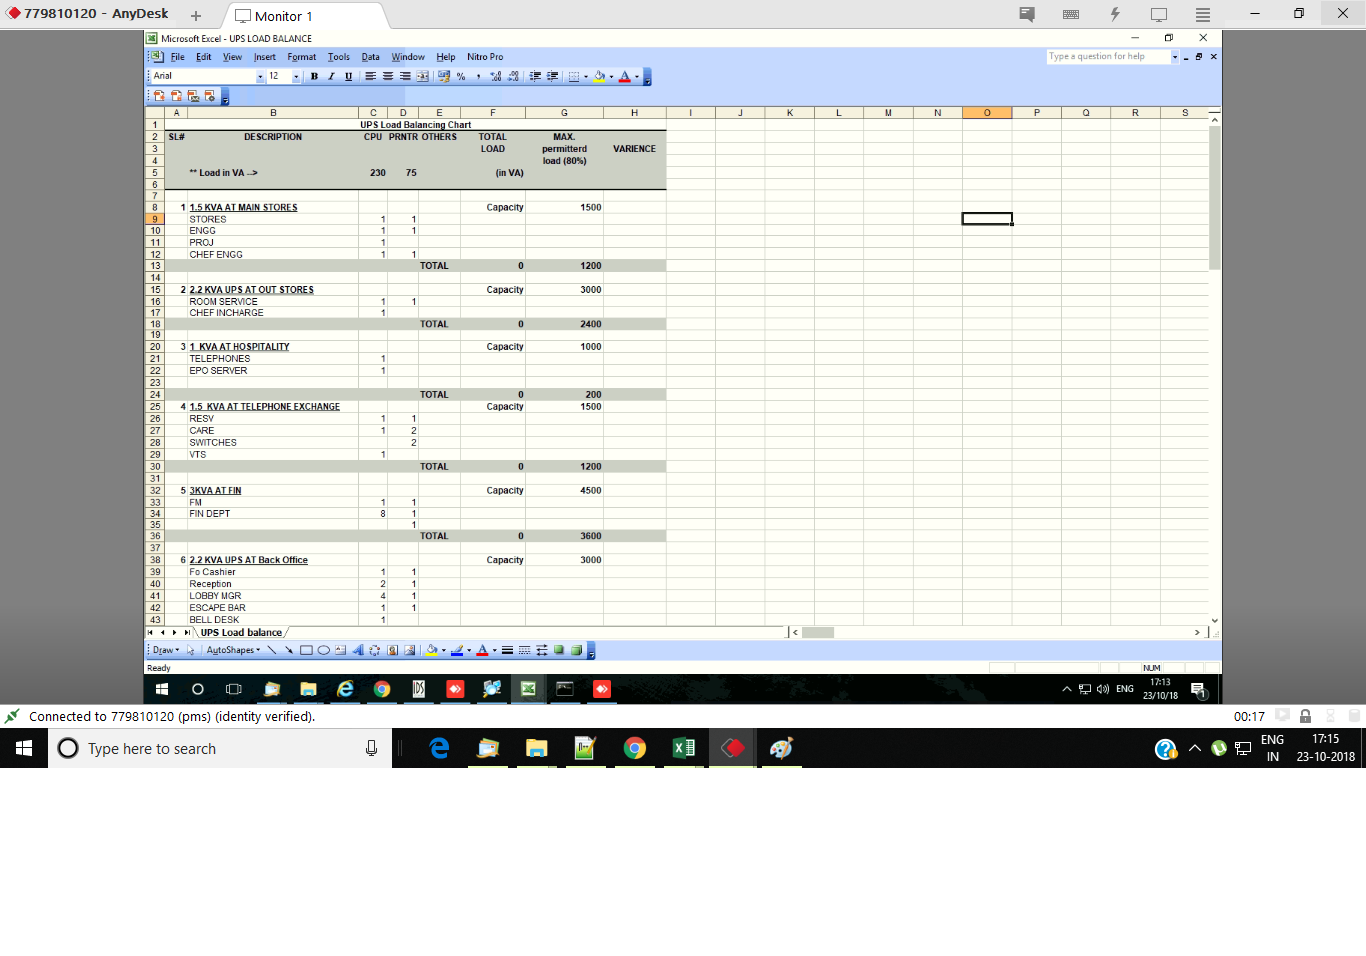 779810120 - AnyDesk + Monitor 1
Microsoft Excel - UPS LOAD BALANCE
File Edit View Insert Format Tools Data Window Help Nitro Pro Type a question for help
Arial 12 B I U %
A B C D E F G H I J K L M N O P Q R S
1 UPS Load Balancing Chart
2 SL# DESCRIPTION CPU PRNTR OTHERS TOTAL MAX.
3 LOAD permitterd VARIENCE
4 load (80%)
5 ** Load in VA --> 230 75 (in VA)
6
7
8 1 1.5 KVA AT MAIN STORES Capacity 1500
9 STORES 1 1
10 ENGG 1 1
11 PROJ 1
12 CHEF ENGG 1 1
13 TOTAL 0 1200
14
15 2 2.2 KVA UPS AT OUT STORES Capacity 3000
16 ROOM SERVICE 1 1
17 CHEF INCHARGE 1
18 TOTAL 0 2400
19
20 3 1 KVA AT HOSPITALITY Capacity 1000
21 TELEPHONES 1
22 EPO SERVER 1
23
24 TOTAL 0 200
25 4 1.5 KVA AT TELEPHONE EXCHANGE Capacity 1500
26 RESV 1 1
27 CARE 1 2
28 SWITCHES 2
29 VTS 1
30 TOTAL 0 1200
31
32 5 3KVA AT FIN Capacity 4500
33 FM 1 1
34 FIN DEPT 8 1
35 1
36 TOTAL 0 3600
37
38 6 2.2 KVA UPS AT Back Office Capacity 3000
39 Fo Cashier 1 1
40 Reception 2 1
41 LOBBY MGR 4 1
42 ESCAPE BAR 1 1
43 BELL DESK 1
UPS Load balance
Draw AutoShapes
Ready NUM
IDS ENG 17:13
23/10/18 1
Connected to 779810120 (pms) (identity verified). 00:17
Type here to search ENG 17:15
IN 23-10-2018